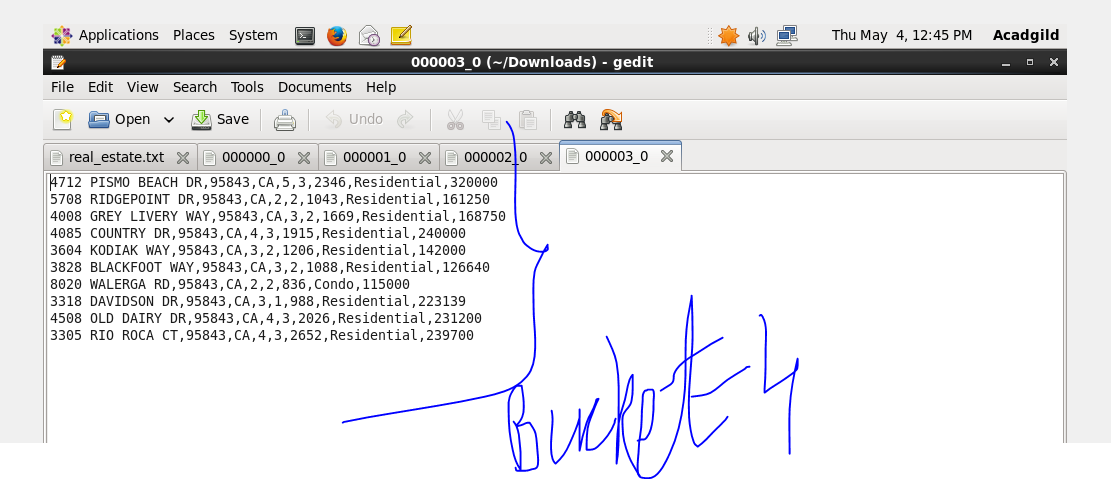 Applications Places System Thu May 4, 12:45 PM Acadgild
000003_0 (~/Downloads) - gedit
File Edit View Search Tools Documents Help
Open Save Undo
real_estate.txt 000000_0 000001_0 000002_0 000003_0
4712 PISMO BEACH DR,95843,CA,5,3,2346,Residential,320000
5708 RIDGEPOINT DR,95843,CA,2,2,1043,Residential,161250
4008 GREY LIVERY WAY,95843,CA,3,2,1669,Residential,168750
4085 COUNTRY DR,95843,CA,4,3,1915,Residential,240000
3604 KODIAK WAY,95843,CA,3,2,1206,Residential,142000
3828 BLACKFOOT WAY,95843,CA,3,2,1088,Residential,126640
8020 WALERGA RD,95843,CA,2,2,836,Condo,115000
3318 DAVIDSON DR,95843,CA,3,1,988,Residential,223139
4508 OLD DAIRY DR,95843,CA,4,3,2026,Residential,231200
3305 RIO ROCA CT,95843,CA,4,3,2652,Residential,239700
Bucket-4